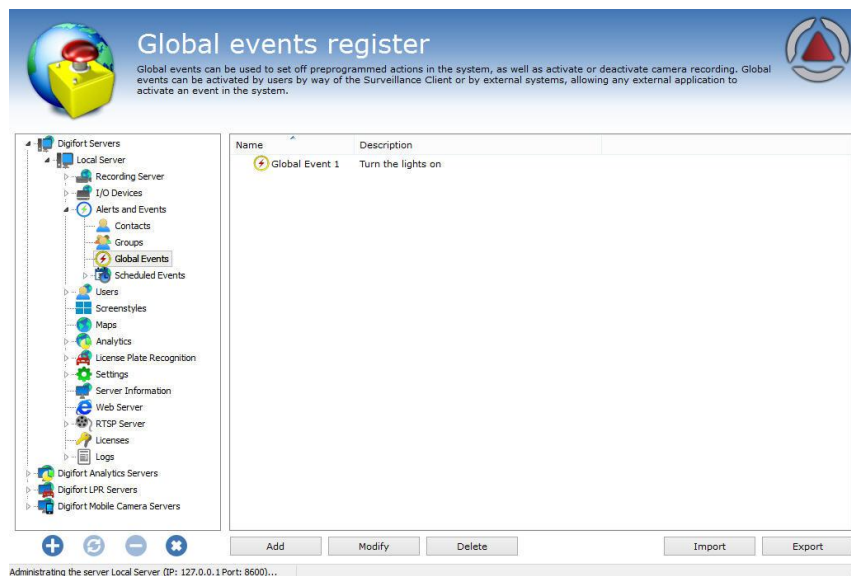 Global events register
Global events can be used to set off preprogrammed actions in the system, as well as activate or deactivate camera recording. Global
events can be activated by users by way of the Surveillance Client or by external systems, allowing any external application to
activate an event in the system.
Digifort Servers
Local Server
Recording Server
I/O Devices
Alerts and Events
Contacts
Groups
Global Events
Scheduled Events
Users
Screenstyles
Maps
Analytics
License Plate Recognition
Settings
Server Information
Web Server
RTSP Server
Licenses
Logs
Digifort Analytics Servers
Digifort LPR Servers
Digifort Mobile Camera Servers
Name Description
Global Event 1 Turn the lights on
Add Modify Delete Import Export
Administrating the server Local Server (IP: 127.0.0.1 Port: 8600)...